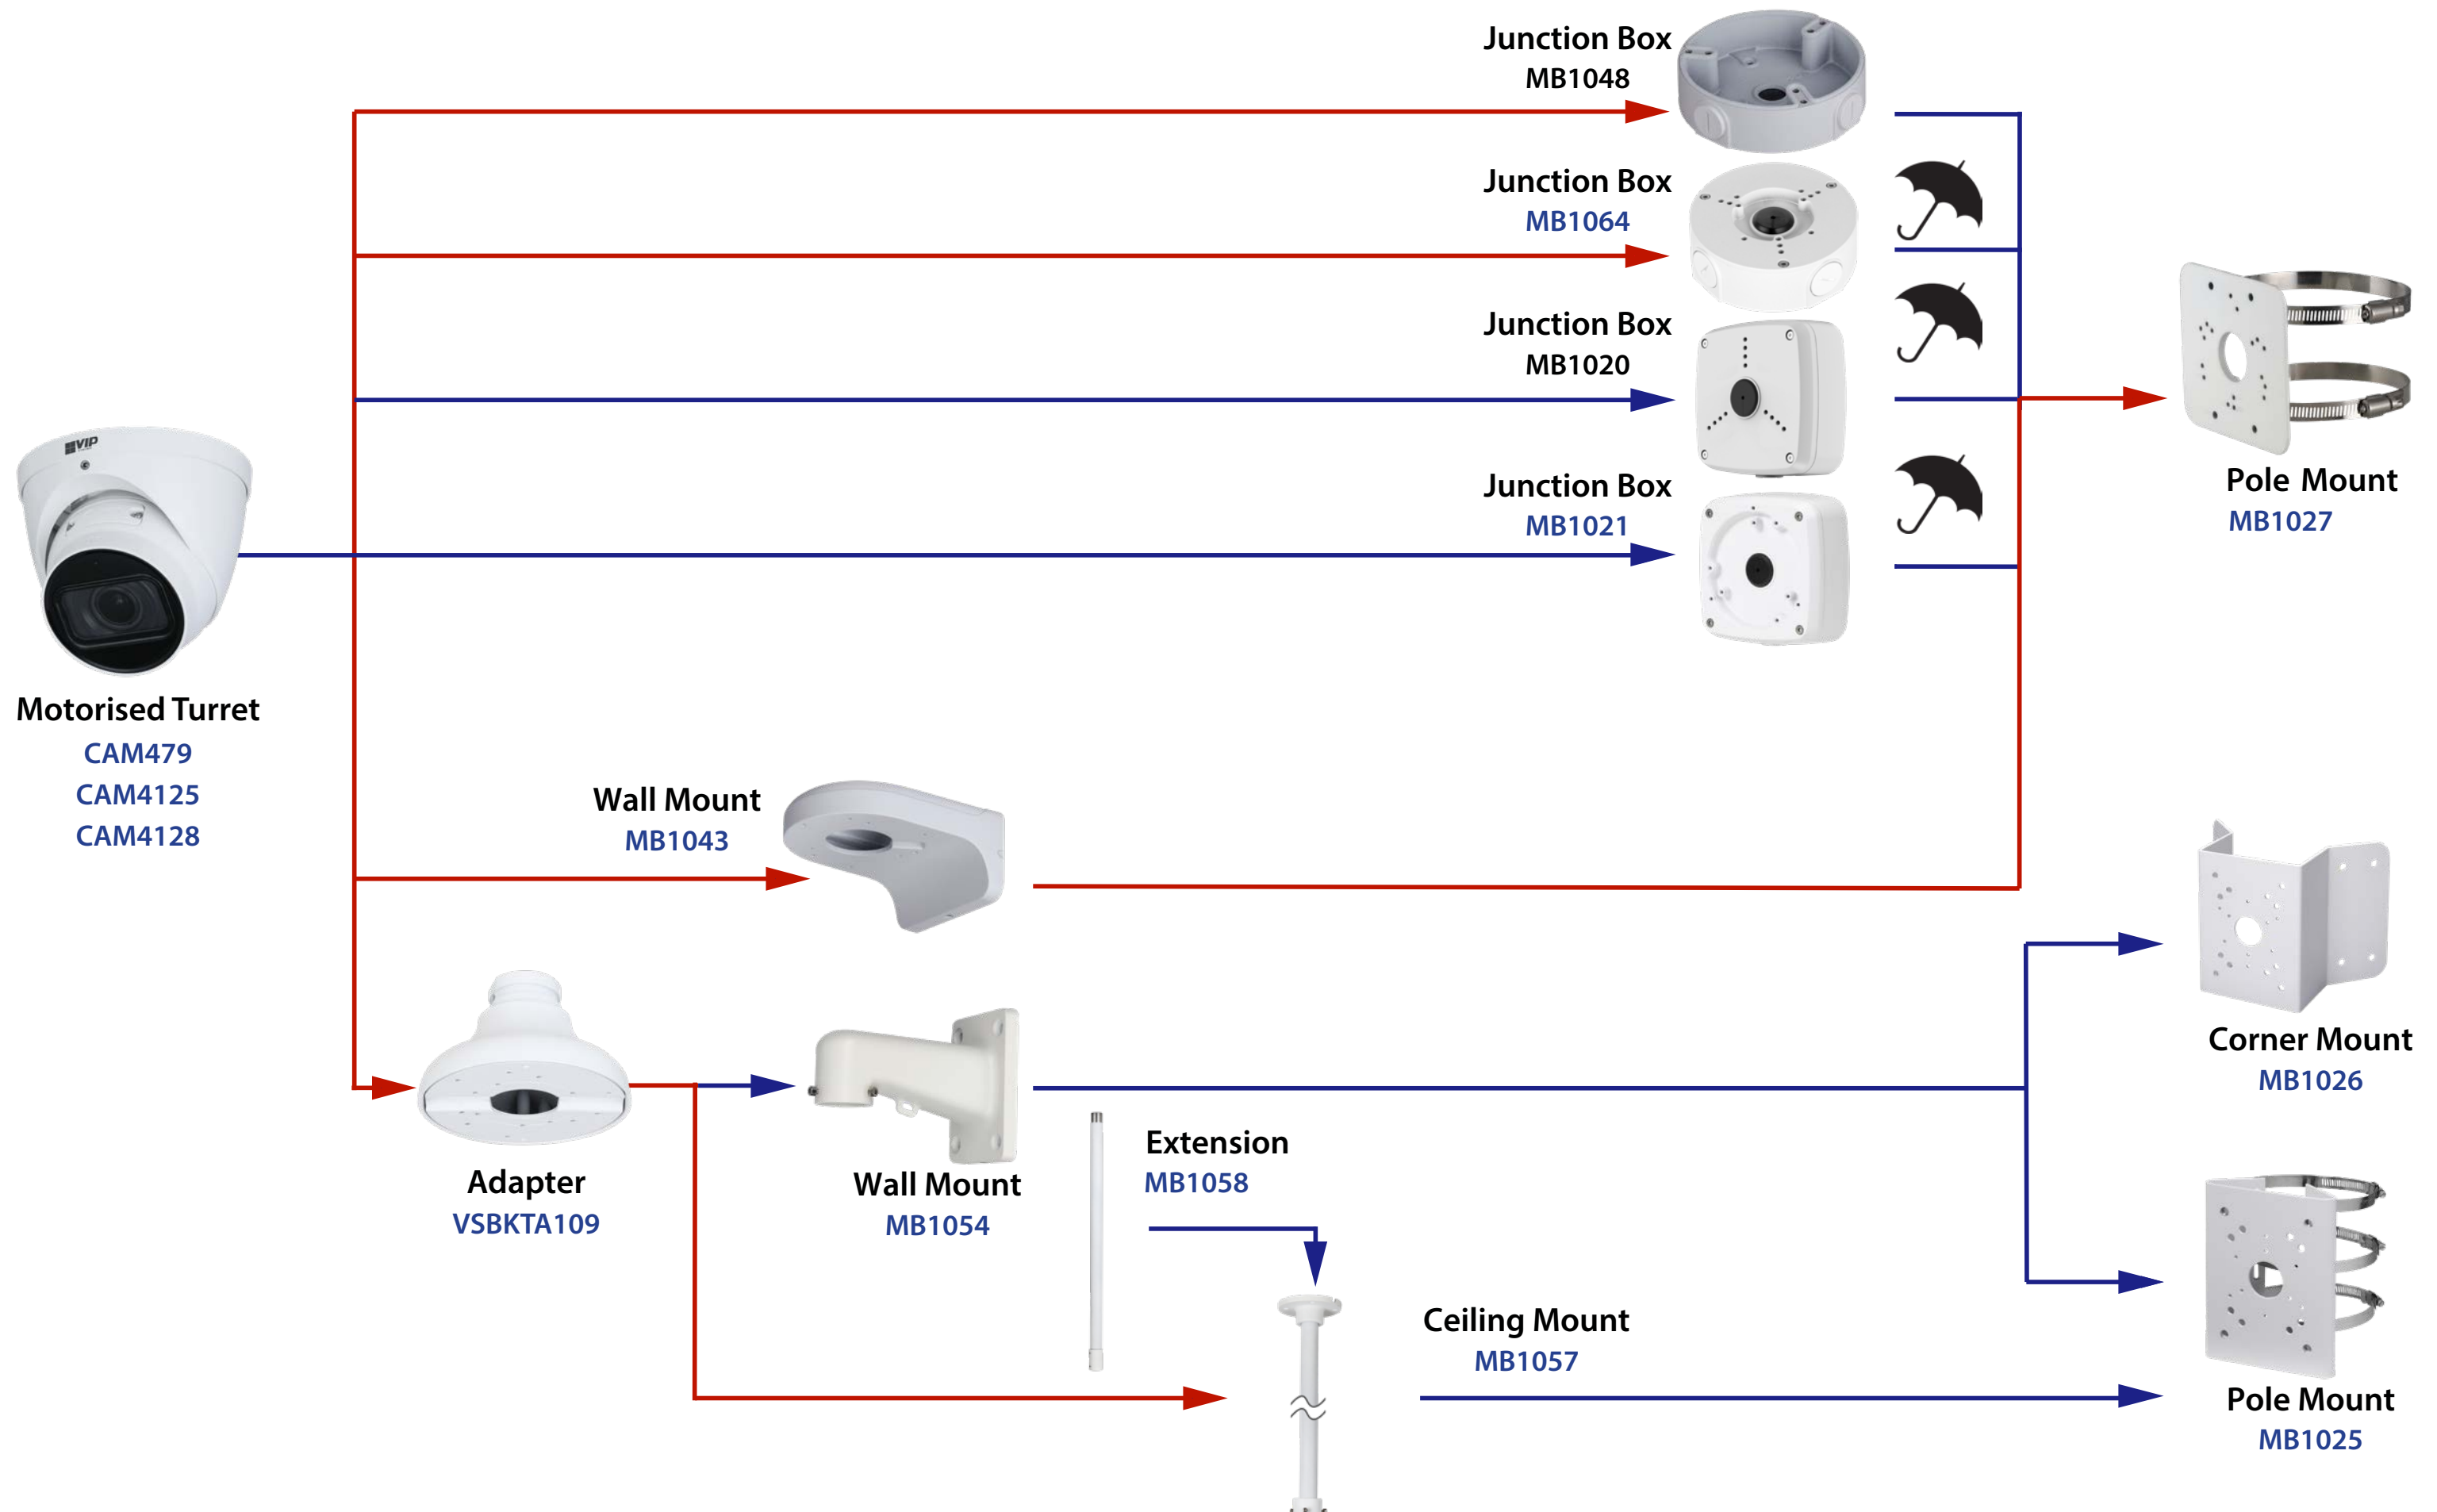 Junction Box
MB1048
Junction Box
MB1064
Junction Box
MB1020
Junction Box
MB1021
VIP
Pole Mount
MB1027
Motorised Turret
CAM479
CAM4125
CAM4128
Wall Mount
MB1043
Corner Mount
MB1026
Adapter
VSBKTA109
Wall Mount
MB1054
Extension
MB1058
Ceiling Mount
MB1057
Pole Mount
MB1025